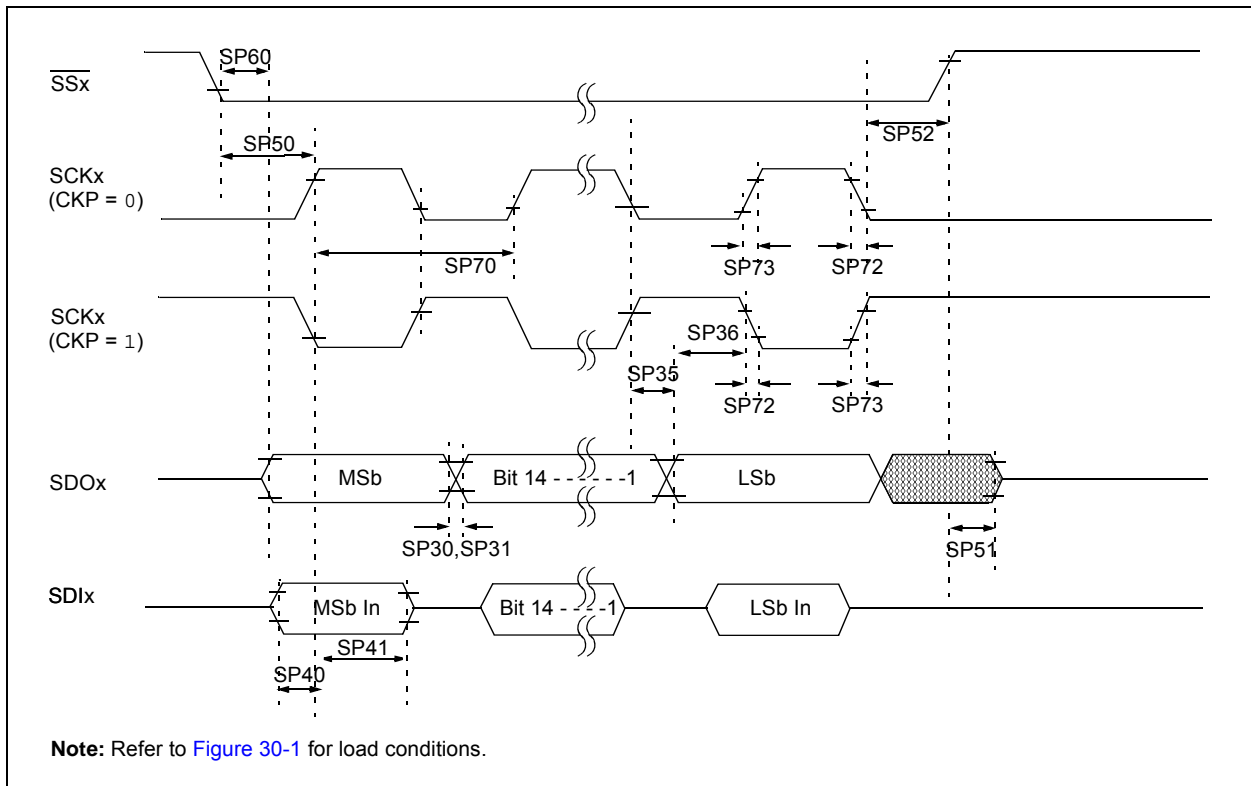 SP60
SSx
SP50
SP52
SCKx
(CKP = 0)
SP70
SP73
SP72
SCKx
(CKP = 1)
SP36
SP35
SP72
SP73
SDOx
MSb
Bit 14 - - - - - -1
LSb
SP30,SP31
SP51
SDIx
MSb In
Bit 14 - - - -1
LSb In
SP41
SP40
Note: Refer to Figure 30-1 for load conditions.